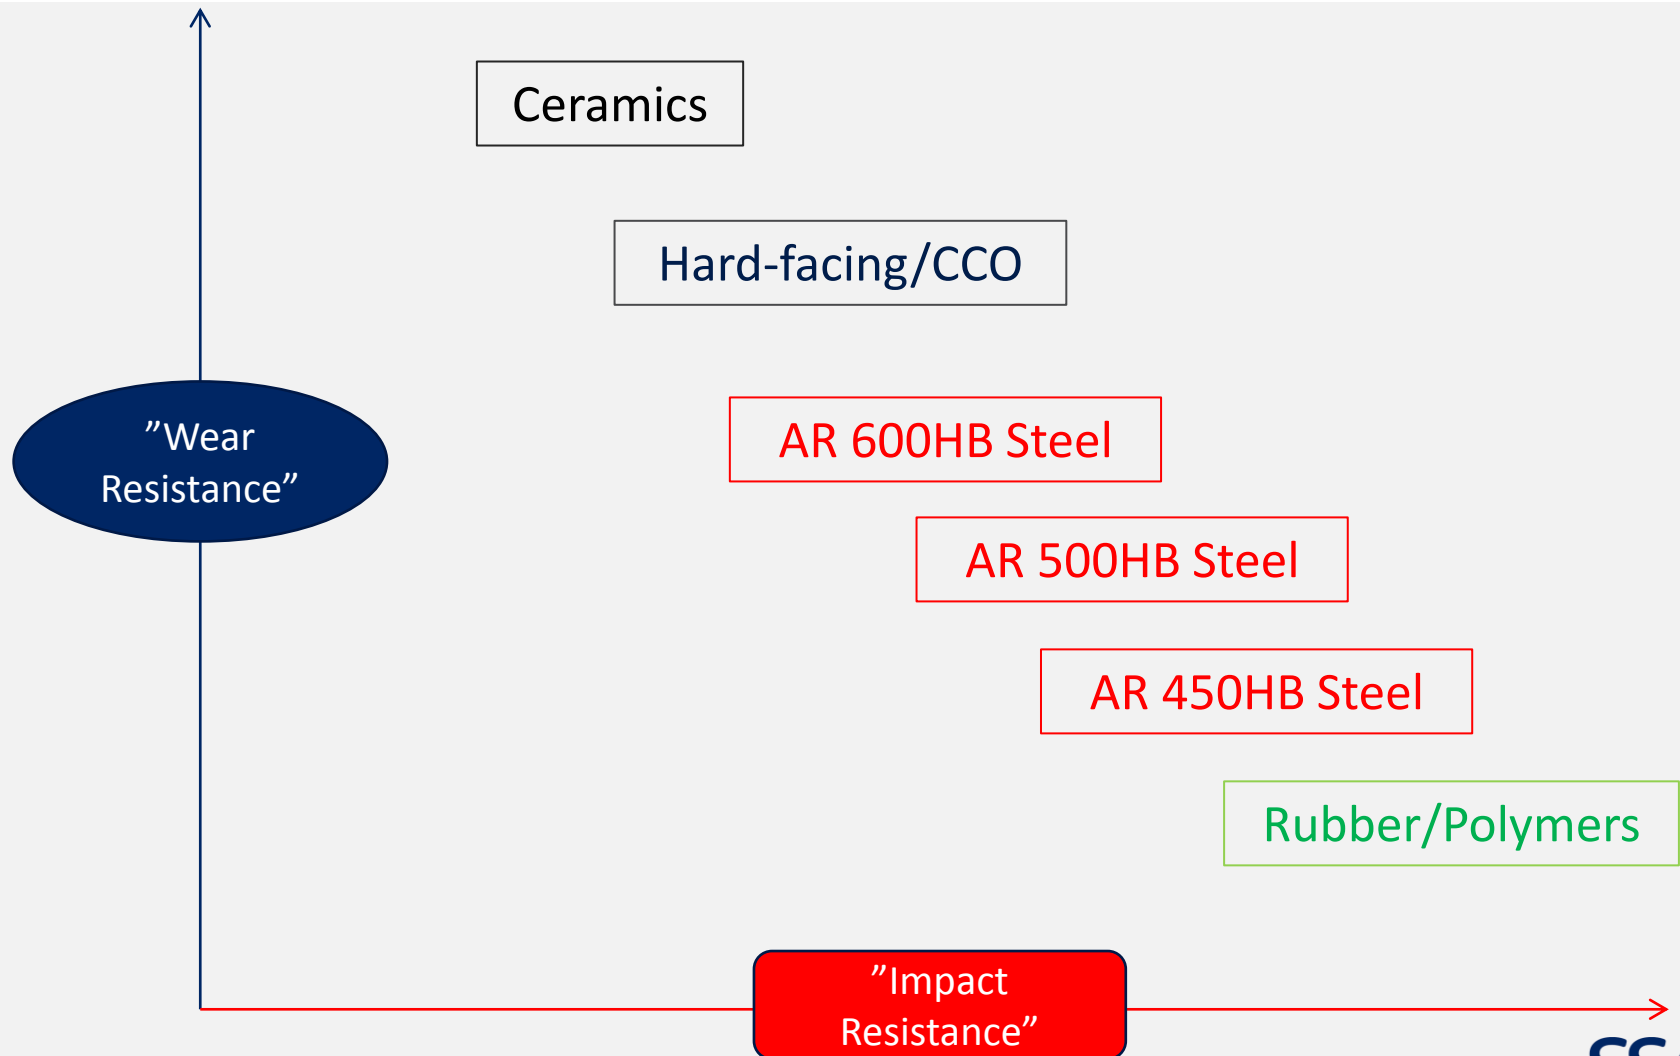 Ceramics
Hard-facing/CCO
”Wear
Resistance”
AR 600HB Steel
AR 500HB Steel
AR 450HB Steel
Rubber/Polymers
”Impact
Resistance”